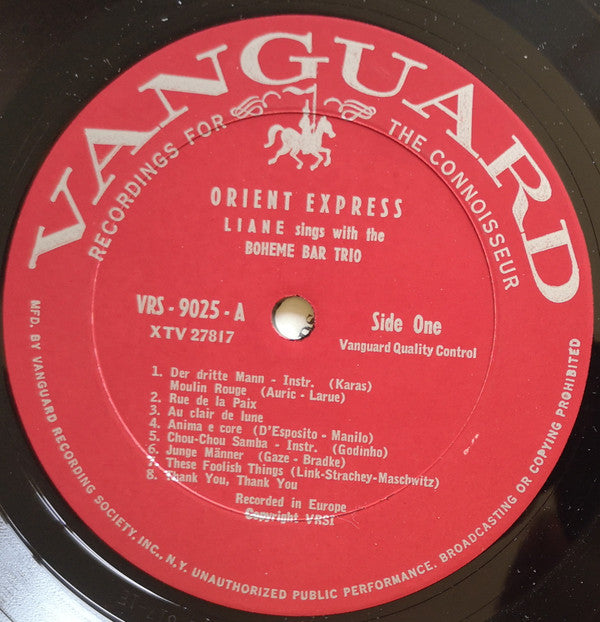 VANGUARD
RECORDINGS FOR THE CONNOISSEUR
ORIENT EXPRESS
LIANE sings with the
BOHEME BAR TRIO
VRS - 9025 - A
XTV 27817
Side One
Vanguard Quality Control
1. Der dritte Mann - Instr. (Karas)
Moulin Rouge (Auric - Larue)
2. Rue de la Paix
3. Au clair de lune
4. Anima e core (D'Esposito - Manilo)
5. Chou-Chou Samba - Instr. (Godinho)
6. Junge Männer (Gaze - Bradke)
7. These Foolish Things (Link-Strachey-Maschwitz)
8. Thank You, Thank You
Recorded in Europe
Copyright VRSI
MFD. BY VANGUARD RECORDING SOCIETY, INC., N.Y. UNAUTHORIZED PUBLIC PERFORMANCE, BROADCASTING OR COPYING PROHIBITED